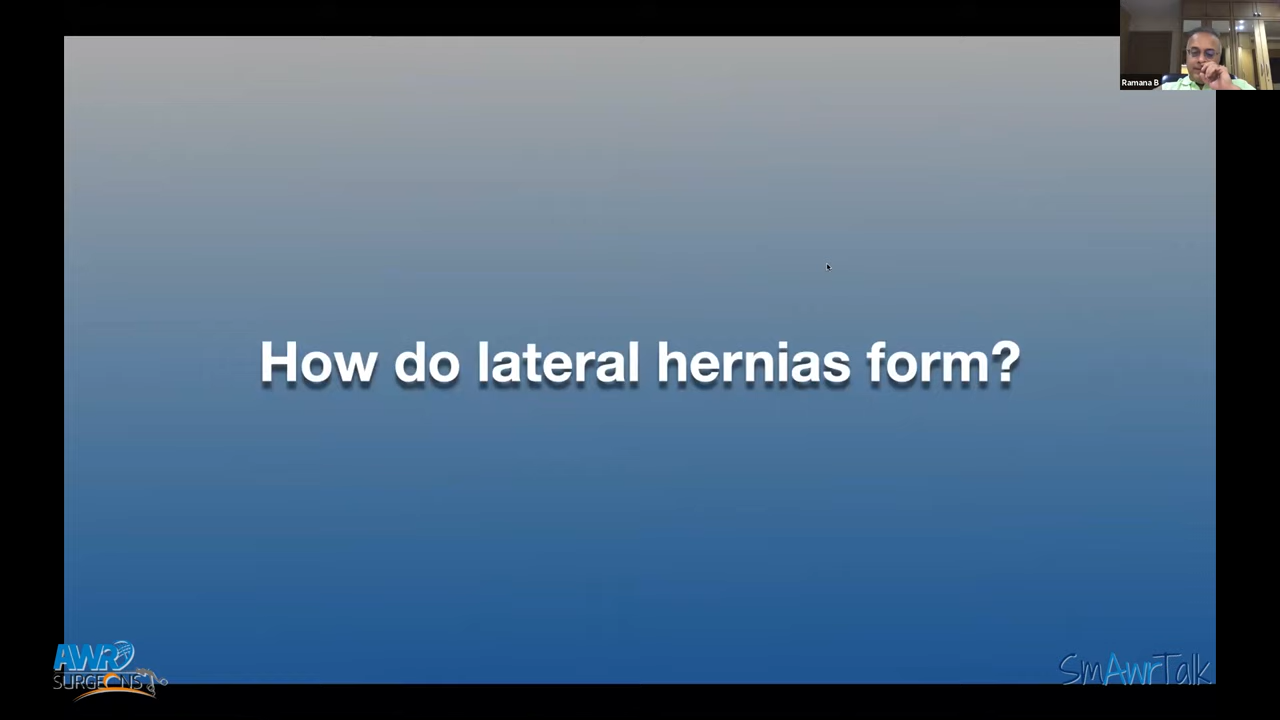 Ramana B
How do lateral hernias form?
AWR
SURGEONS
SmAwrTalk